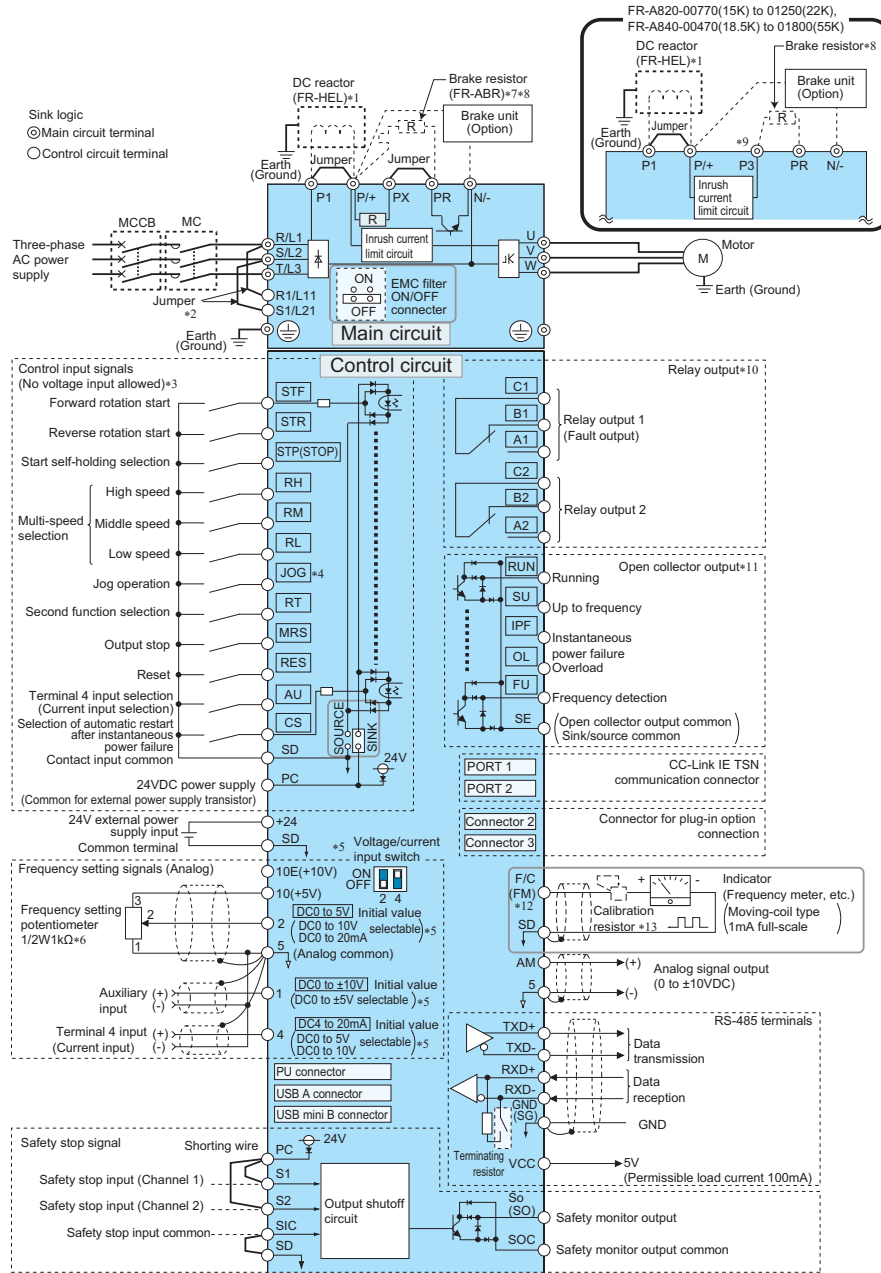 FR-A820-00770(15K) to 01250(22K),
FR-A840-00470(18.5K) to 01800(55K)
DC reactor
(FR-HEL)*1
Brake resistor*8
Brake unit
(Option)
R
Earth
(Ground)
Jumper
*9
P1
P/+
P3
PR
N/-
Inrush
current
limit circuit
Sink logic
Main circuit terminal
Control circuit terminal
DC reactor
(FR-HEL)*1
Brake resistor
(FR-ABR)*7*8
Brake unit
(Option)
R
Earth
(Ground)
Jumper
Jumper
P1
P/+
PX
PR
N/-
R
Inrush current
limit circuit
MCCB
MC
Three-phase
AC power
supply
R/L1
S/L2
T/L3
R1/L11
S1/L21
Jumper
*2
Earth
(Ground)
ON
OFF
EMC filter
ON/OFF
connecter
U
V
W
Motor
M
Earth (Ground)
Main circuit
Control circuit
Control input signals
(No voltage input allowed)*3
Forward rotation start
STF
Reverse rotation start
STR
Start self-holding selection
STP(STOP)
Multi-speed
selection
High speed
RH
Middle speed
RM
Low speed
RL
Jog operation
JOG *4
Second function selection
RT
Output stop
MRS
Reset
RES
Terminal 4 input selection
(Current input selection)
AU
Selection of automatic restart
after instantaneous
power failure
CS
Contact input common
SD
SOURCE
SINK
24V
24VDC power supply
(Common for external power supply transistor)
PC
24V external power
supply input
+24
Common terminal
SD
Relay output*10
C1
B1
A1
Relay output 1
(Fault output)
C2
B2
A2
Relay output 2
Open collector output*11
RUN
Running
SU
Up to frequency
IPF
Instantaneous
power failure
OL
Overload
FU
Frequency detection
SE
Open collector output common
Sink/source common
PORT 1
PORT 2
CC-Link IE TSN
communication connector
Connector 2
Connector 3
Connector for plug-in option
connection
Frequency setting signals (Analog)
*5
Voltage/current
input switch
ON
OFF
2 4
10E(+10V)
10(+5V)
Frequency setting
potentiometer
1/2W1kΩ*6
3
2
1
2
DC0 to 5V Initial value
DC0 to 10V
DC0 to 20mA
selectable *5
5
(Analog common)
Auxiliary
input
(+)
(-)
1
DC0 to ±10V Initial value
DC0 to ±5V selectable *5
Terminal 4 input
(Current input)
(+)
(-)
4
DC4 to 20mA Initial value
DC0 to 5V
DC0 to 10V
selectable *5
F/C
(FM)
*12
SD
+
-
Calibration
resistor *13
Indicator
(Frequency meter, etc.)
Moving-coil type
1mA full-scale
AM
5
(+)
(-)
Analog signal output
(0 to ±10VDC)
PU connector
USB A connector
USB mini B connector
RS-485 terminals
TXD+
TXD-
Data
transmission
RXD+
RXD-
Data
reception
GND
(SG)
GND
Terminating
resistor
VCC
5V
(Permissible load current 100mA)
Safety stop signal
Shorting wire
PC
24V
Safety stop input (Channel 1)
S1
Safety stop input (Channel 2)
S2
Safety stop input common
SIC
SD
Output shutoff
circuit
So
(SO)
Safety monitor output
SOC
Safety monitor output common